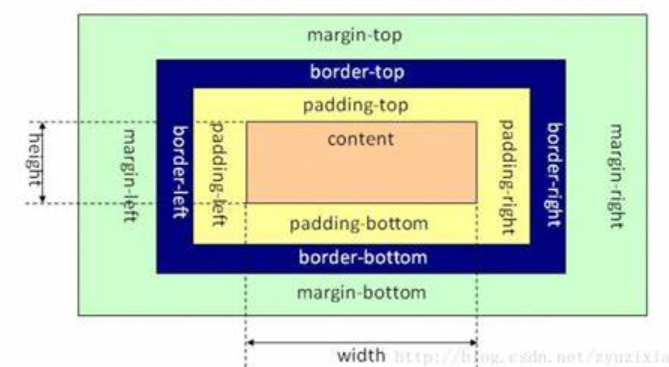 margin-top
border-top
padding-top
content
height
margin-left
border-left
padding-left
padding-right
border-right
margin-right
padding-bottom
border-bottom
margin-bottom
width
http://blog.csdn.net/zyuzixia